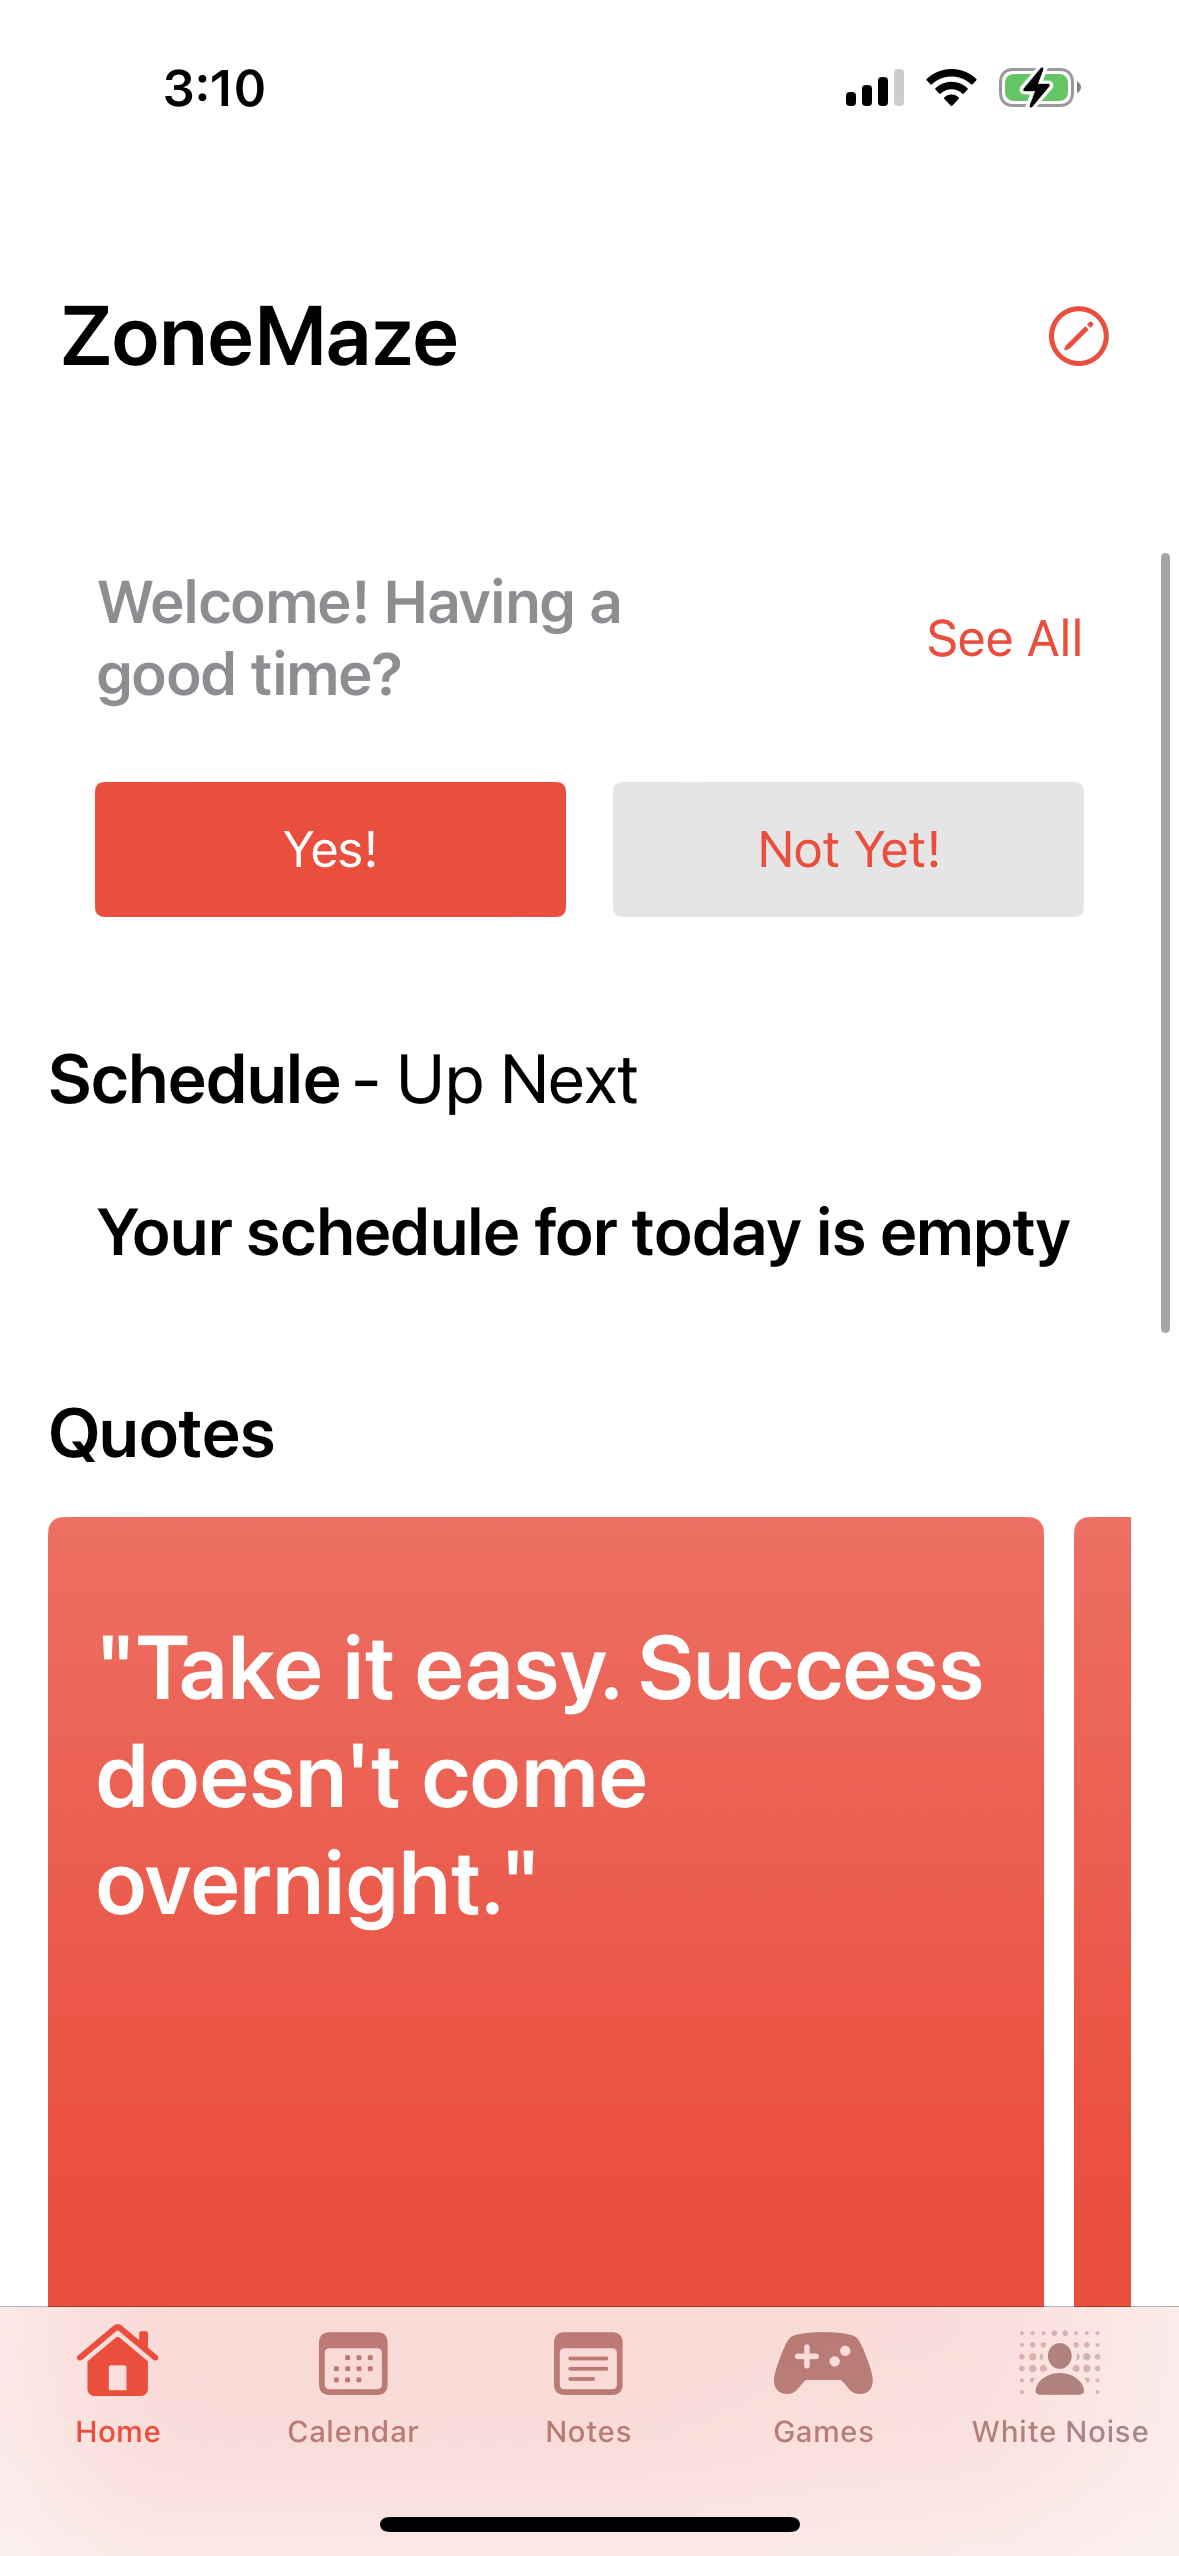 3:10
ZoneMaze
Welcome! Having a
good time?
See All
Yes!
Not Yet!
Schedule - Up Next
Your schedule for today is empty
Quotes
"Take it easy. Success
doesn't come
overnight."
Home
Calendar
Notes
Games
White Noise